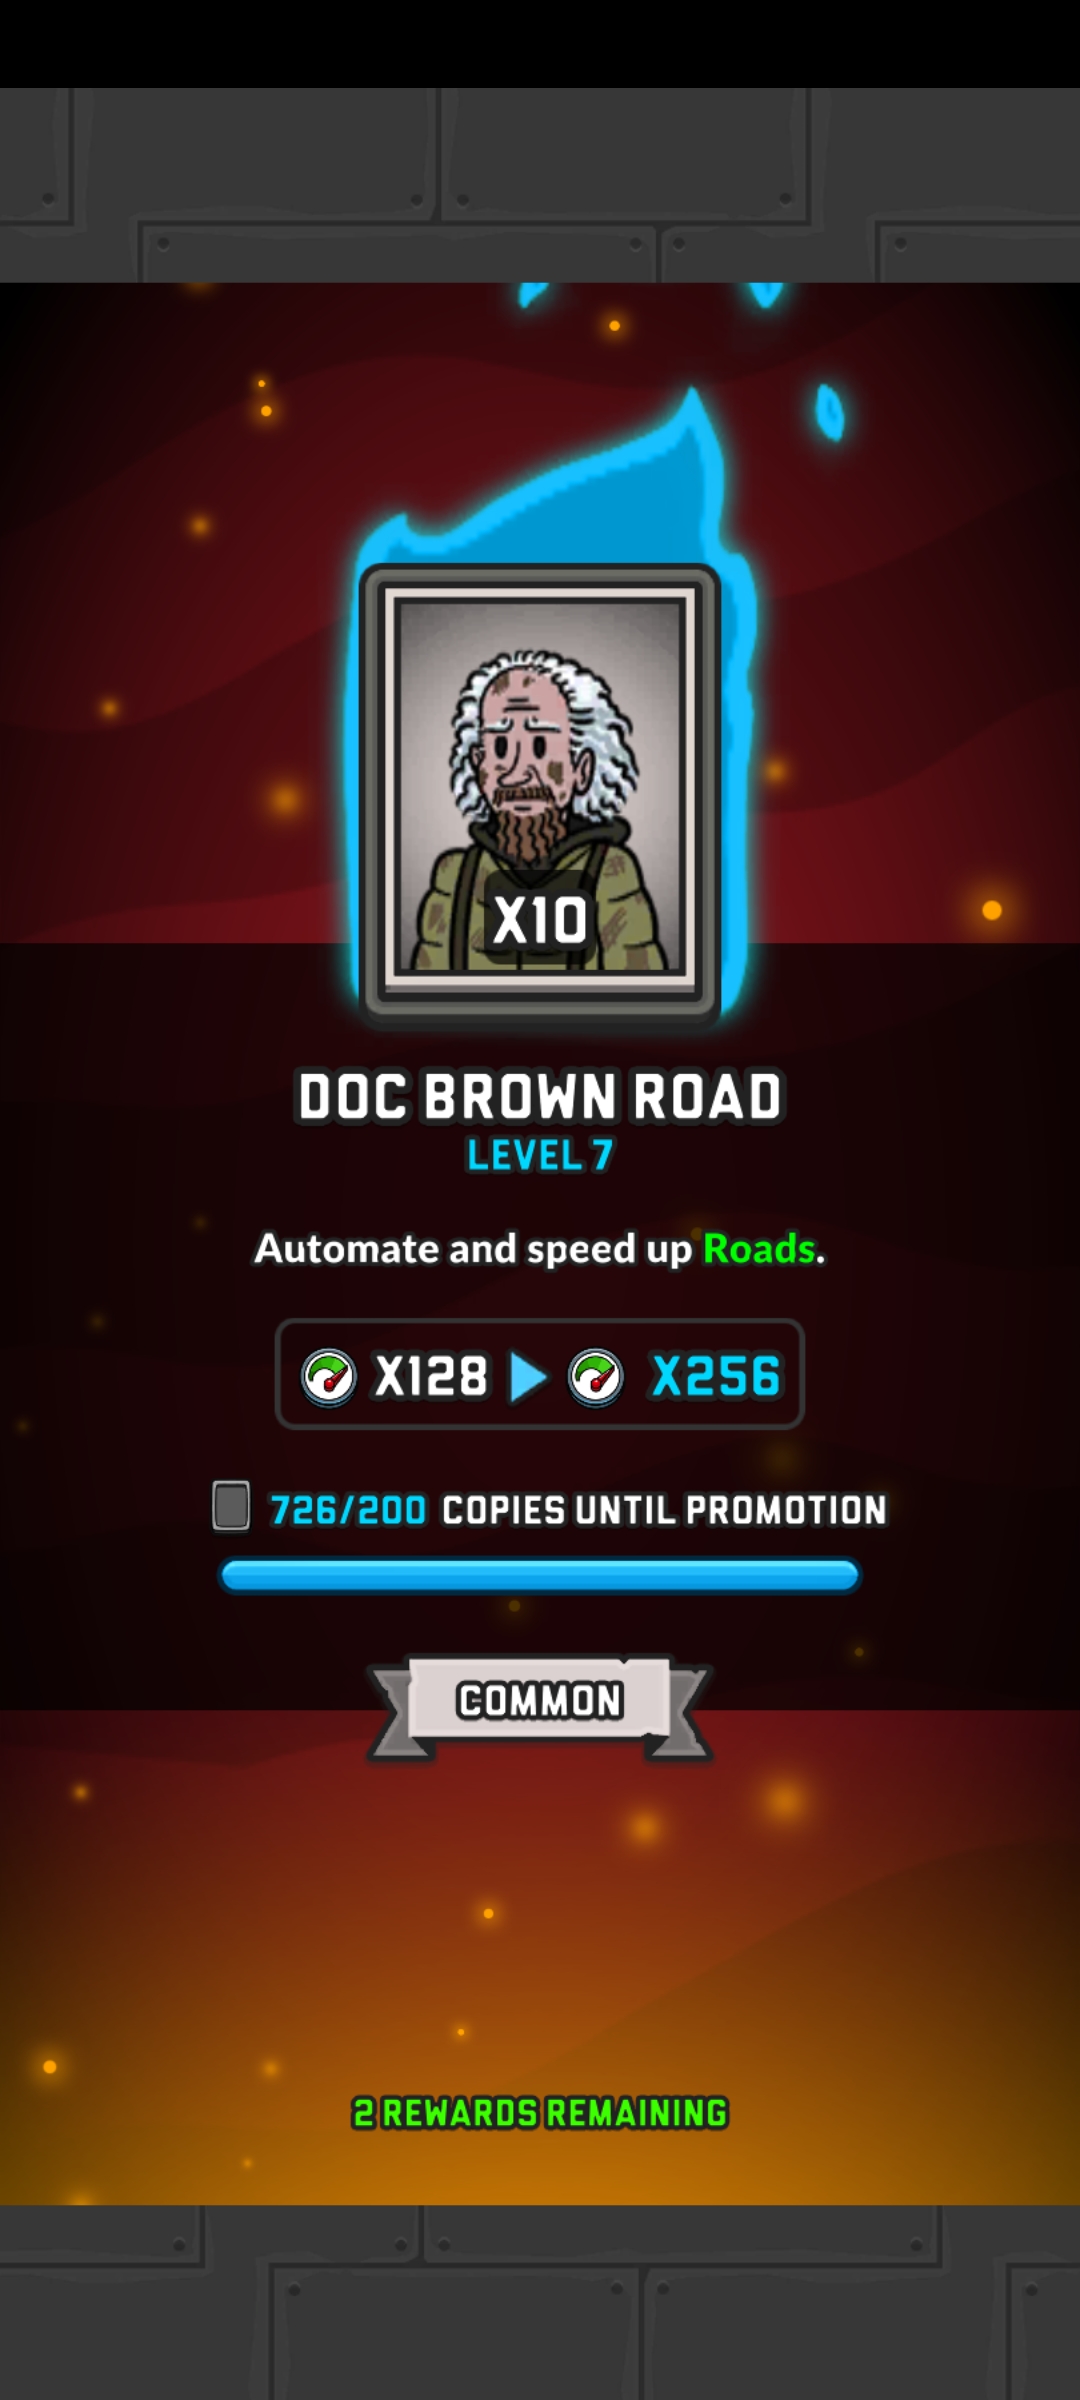 X10
DOC BROWN ROAD
LEVEL 7
Automate and speed up Roads.
X128 X256
726/200 COPIES UNTIL PROMOTION
COMMON
2 REWARDS REMAINING